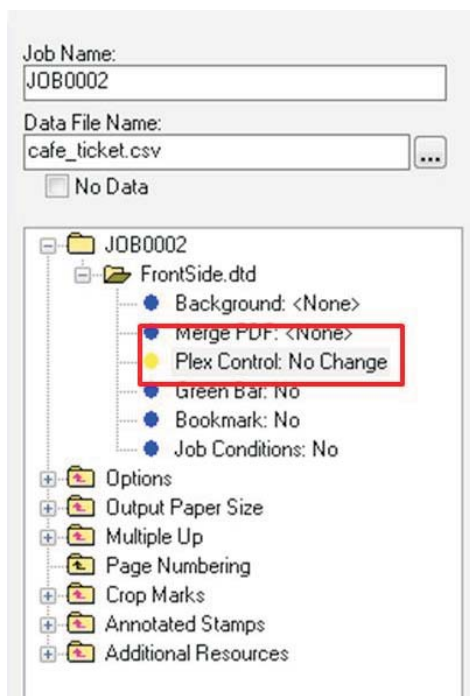 Job Name:
JOB0002
Data File Name:
cafe_ticket.csv
...
No Data
JOB0002
FrontSide.dtd
Background: <None>
Merge PDF: <None>
Plex Control: No Change
Green Bar: No
Bookmark: No
Job Conditions: No
Options
Output Paper Size
Multiple Up
Page Numbering
Crop Marks
Annotated Stamps
Additional Resources